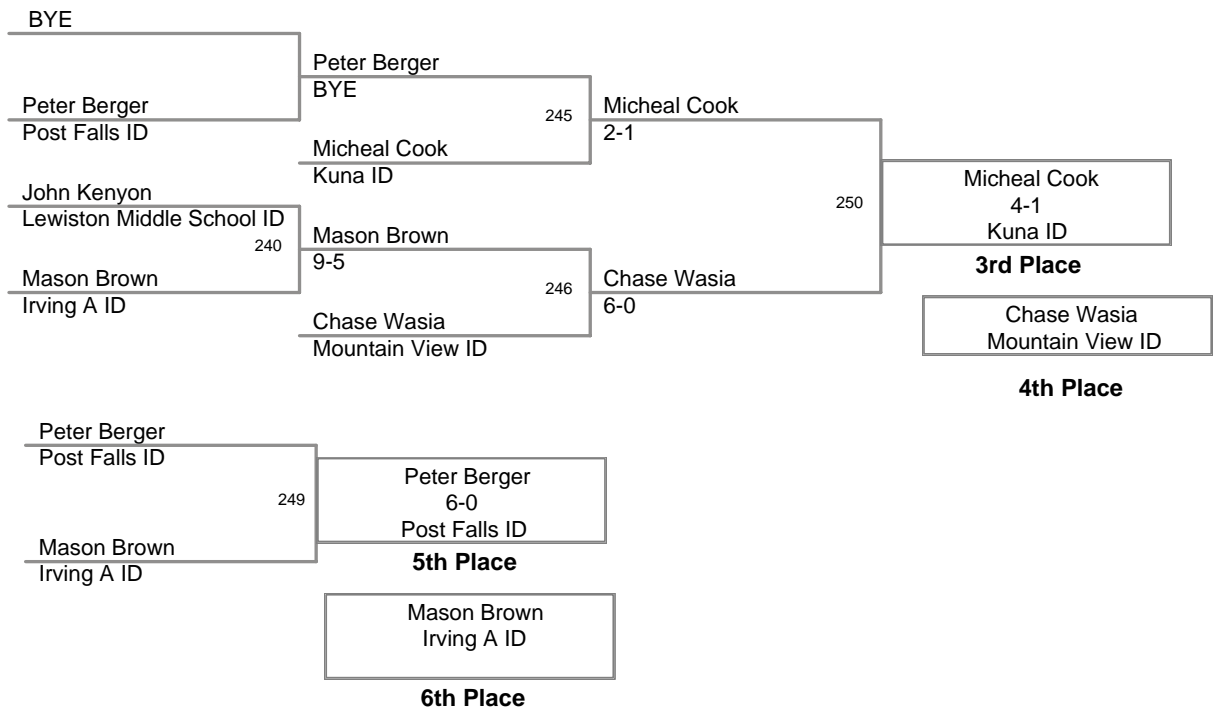 BYE
Peter Berger
Post Falls ID
John Kenyon
Lewiston Middle School ID
240
Mason Brown
Irving A ID
Peter Berger
BYE
245
Micheal Cook
Kuna ID
Mason Brown
9-5
246
Chase Wasia
Mountain View ID
Micheal Cook
2-1
250
Chase Wasia
6-0
Micheal Cook
4-1
Kuna ID
3rd Place
Chase Wasia
Mountain View ID
4th Place
Peter Berger
Post Falls ID
249
Mason Brown
Irving A ID
Peter Berger
6-0
Post Falls ID
5th Place
Mason Brown
Irving A ID
6th Place